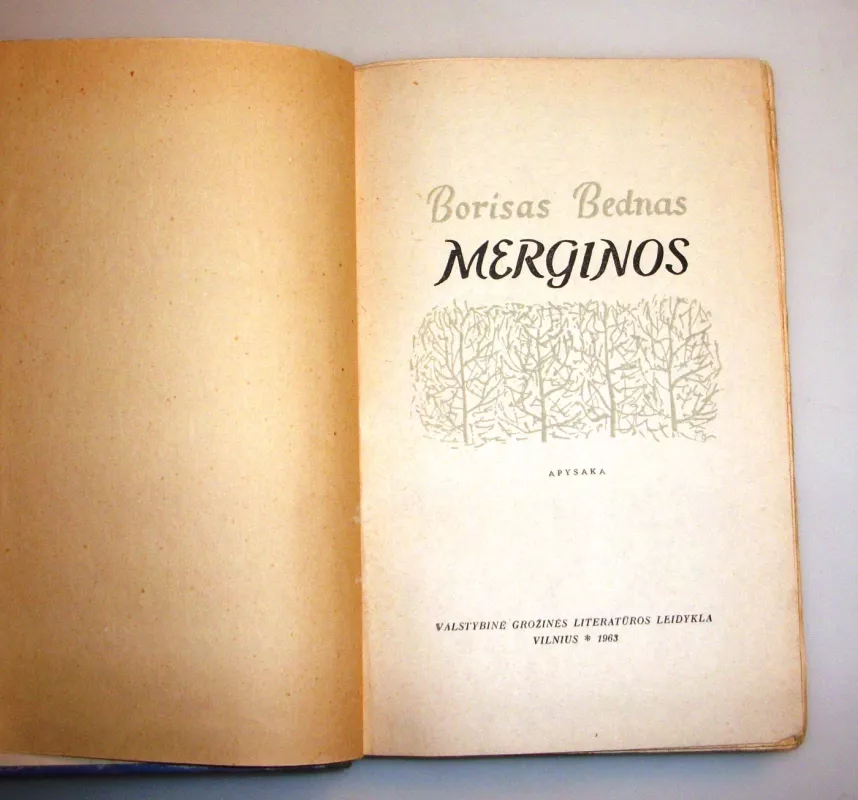 Borisas Bednas
MERGINOS
APYSAKA
VALSTYBINĖ GROŽINĖS LITERATŪROS LEIDYKLA
VILNIUS * 1963